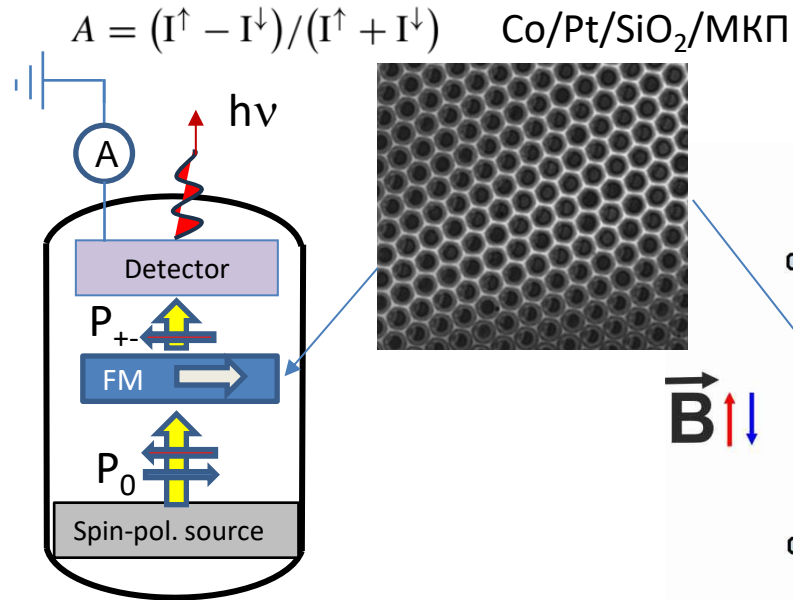 A = (I↑ − I↓)/(I↑ + I↓)
Co/Pt/SiO₂/МКП
hν
A
Detector
P₊₋
FM
P₀
Spin-pol. source
B